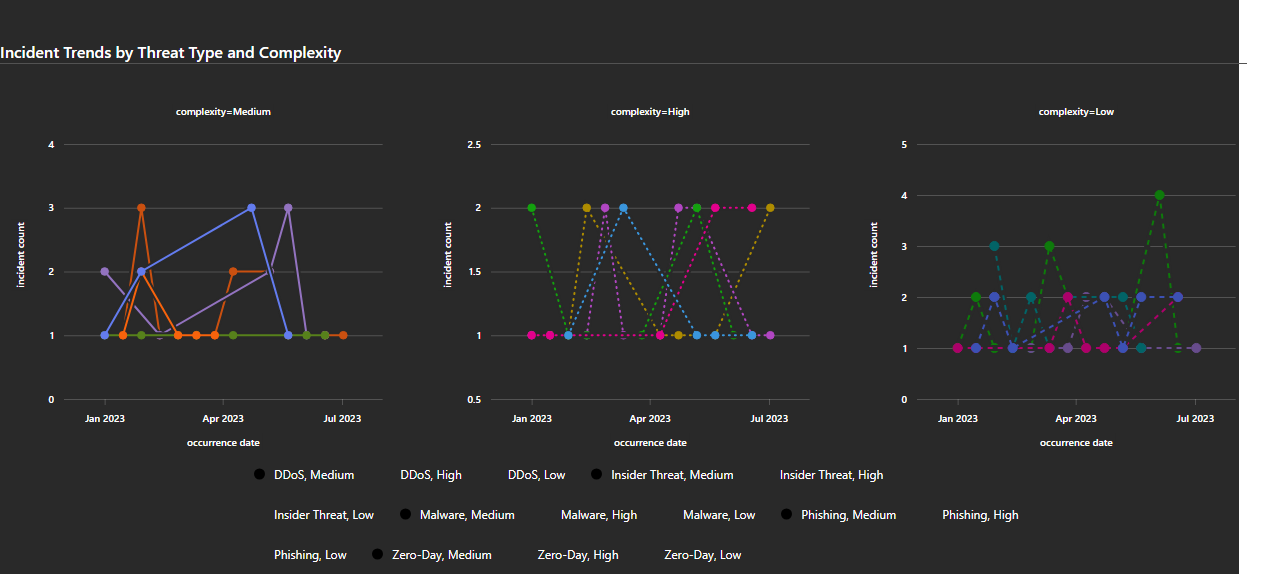 Incident Trends by Threat Type and Complexity
complexity=Medium
complexity=High
complexity=Low
4
3
2
1
0
incident count
Jan 2023 Apr 2023 Jul 2023
occurrence date
2.5
2
1.5
1
0.5
incident count
Jan 2023 Apr 2023 Jul 2023
occurrence date
5
4
3
2
1
0
incident count
Jan 2023 Apr 2023 Jul 2023
occurrence date
DDoS, Medium DDoS, High DDoS, Low Insider Threat, Medium Insider Threat, High
Insider Threat, Low Malware, Medium Malware, High Malware, Low Phishing, Medium Phishing, High
Phishing, Low Zero-Day, Medium Zero-Day, High Zero-Day, Low